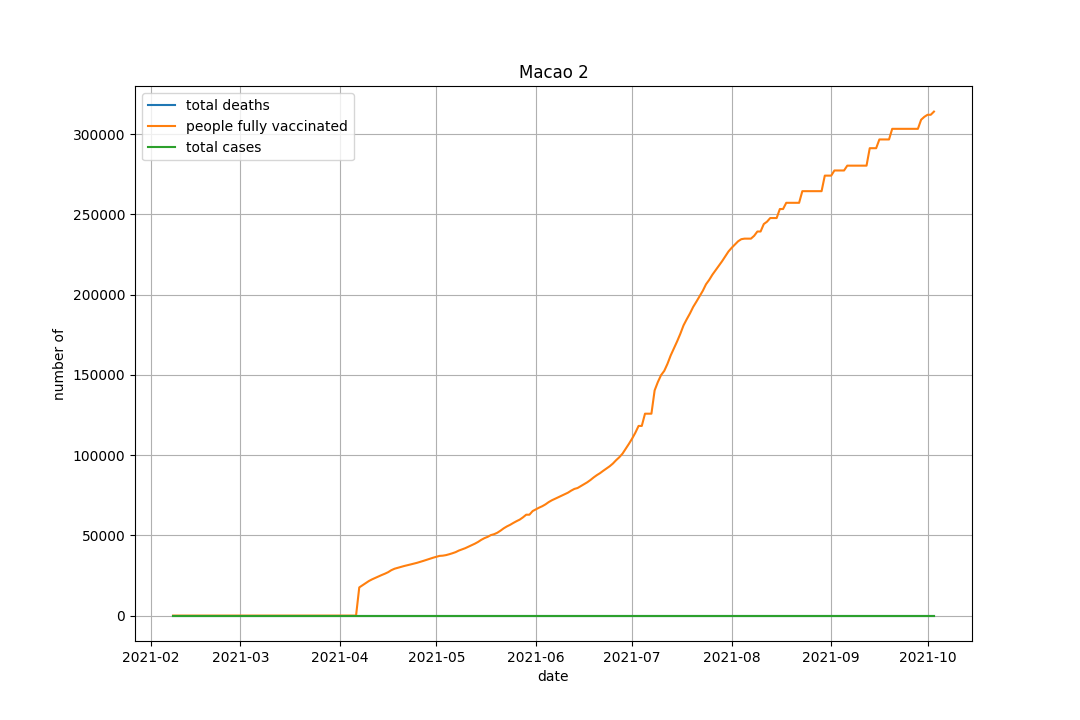 Macao 2
total deaths
people fully vaccinated
total cases
300000
250000
200000
150000
100000
50000
0
number of
2021-02 2021-03 2021-04 2021-05 2021-06 2021-07 2021-08 2021-09 2021-10
date